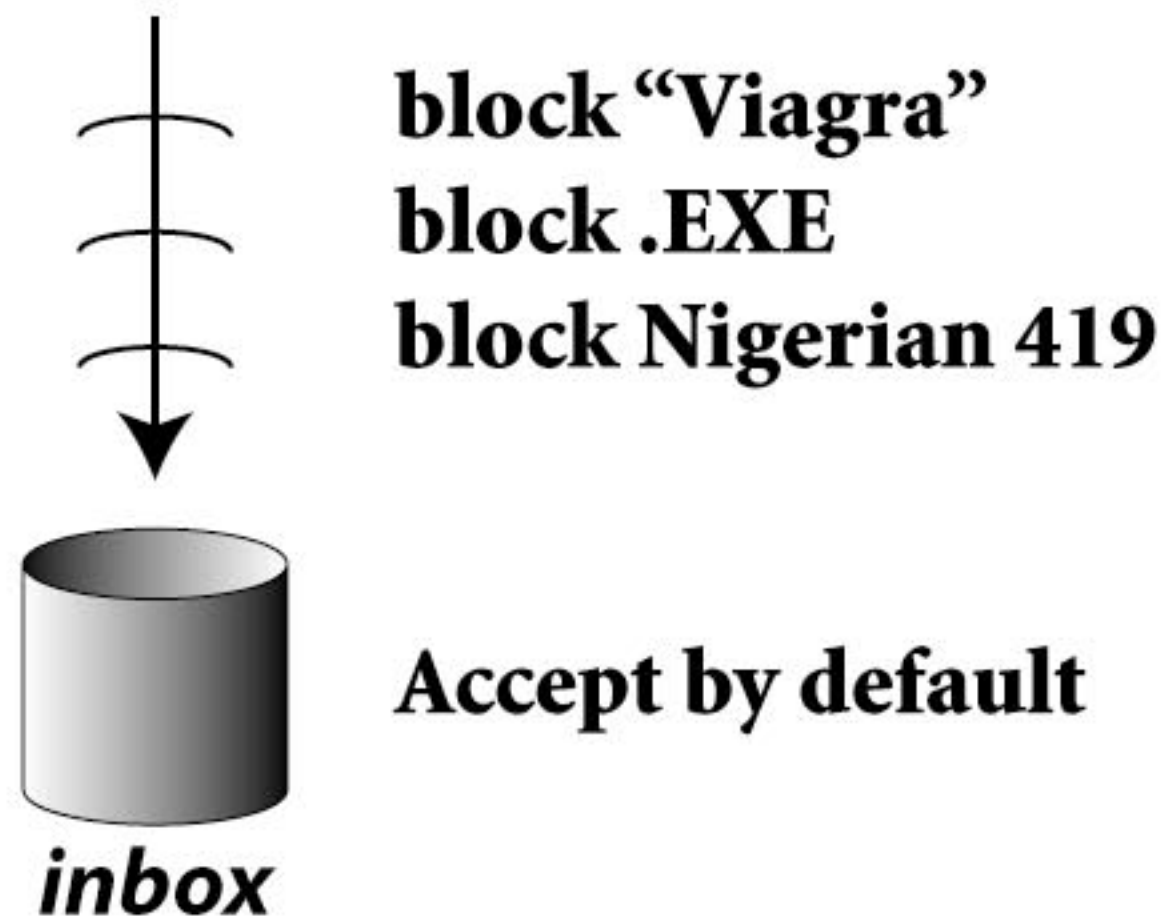 block “Viagra”
block .EXE
block Nigerian 419
Accept by default
inbox